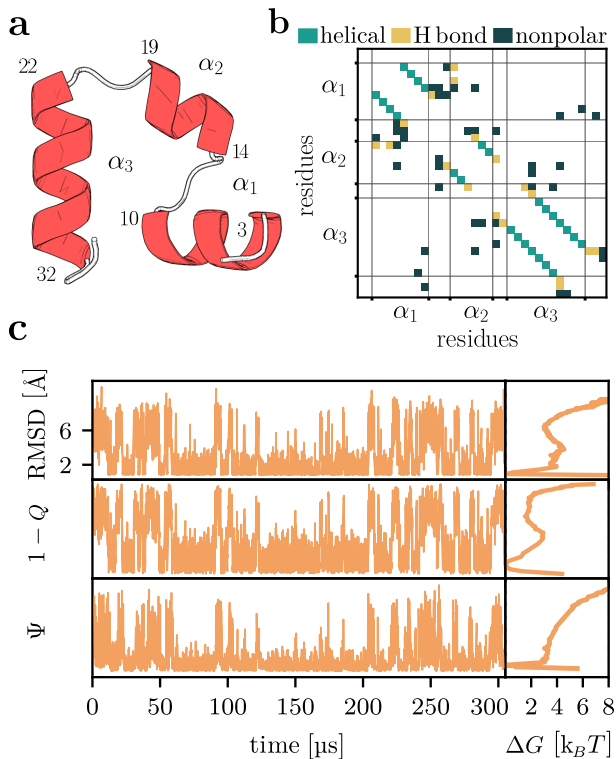 a
19
α₂
22
α₃
14
α₁
10
3
32
b
helical H bond nonpolar
α₁
α₂
α₃
residues
α₁ α₂ α₃
residues
c
RMSD [Å]
6
2
1 − Q
Ψ
0 50 100 150 200 250 300
2 4 6 8
time [µs]
ΔG [k_BT]